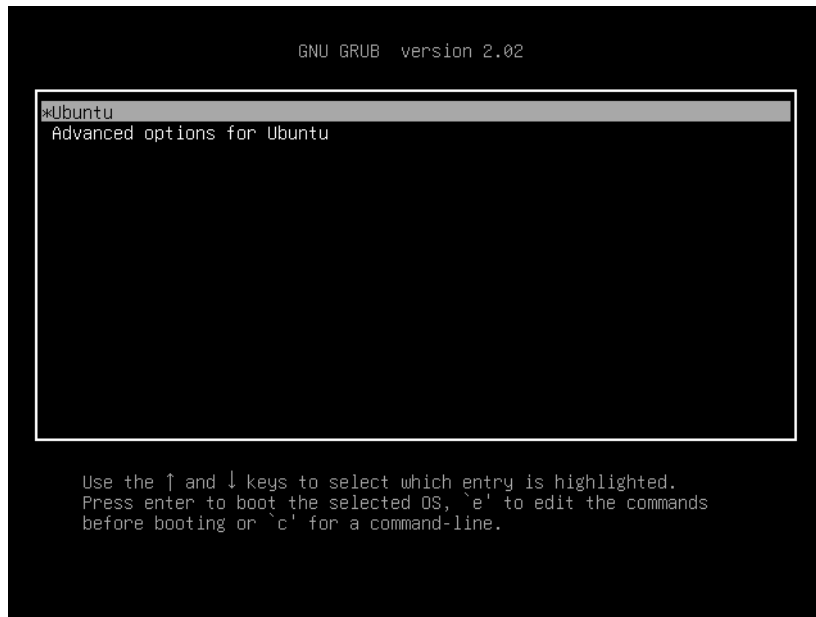 GNU GRUB  version 2.02
*Ubuntu
Advanced options for Ubuntu
Use the ↑ and ↓ keys to select which entry is highlighted.
Press enter to boot the selected OS, `e' to edit the commands
before booting or `c' for a command-line.